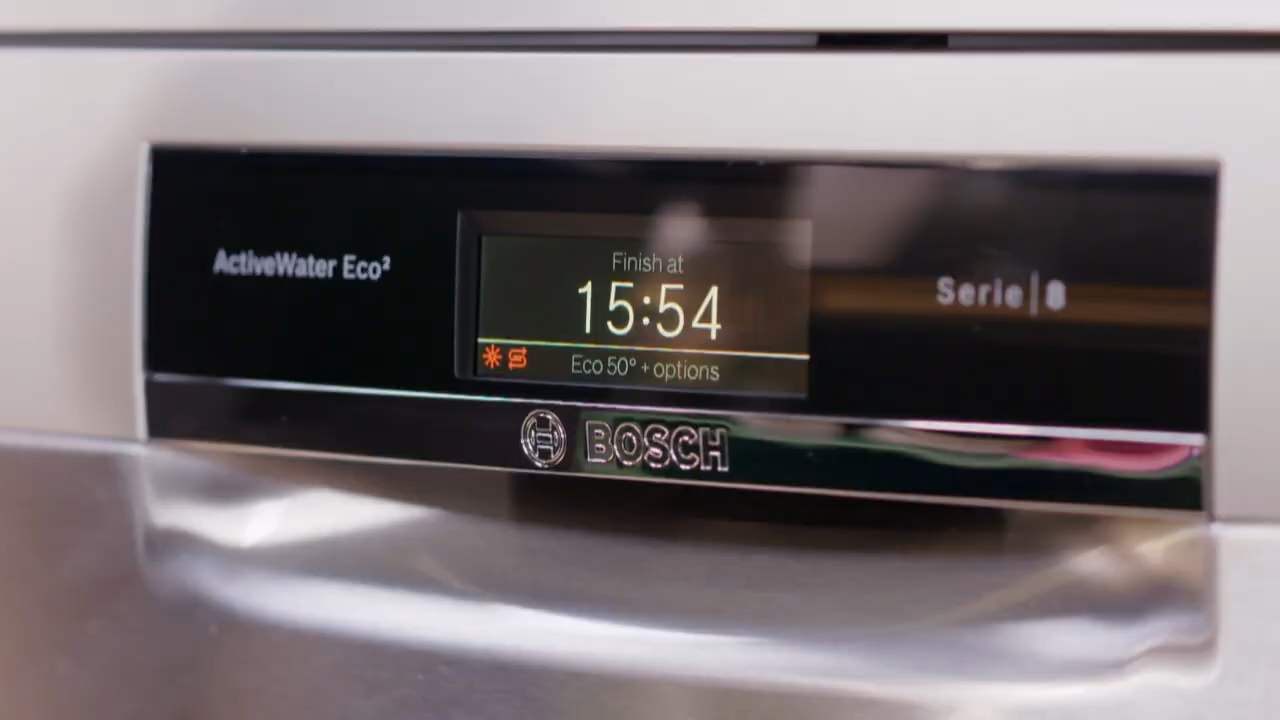 ActiveWater Eco²
Finish at
15:54
Eco 50° + options
Serie | 8
BOSCH